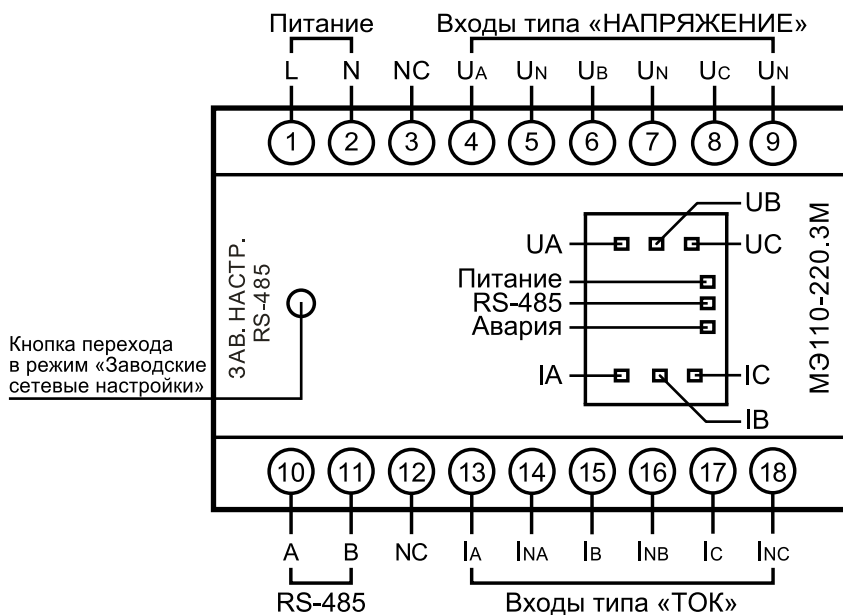 Питание Входы типа «НАПРЯЖЕНИЕ»
L N NC UA UN UB UN UC UN
1 2 3 4 5 6 7 8 9
UB
UA UC
Питание
RS-485
Авария
IA IC
IB
ЗАВ. НАСТР.
RS-485
МЭ110-220.3М
Кнопка перехода
в режим «Заводские
сетевые настройки»
10 11 12 13 14 15 16 17 18
A B NC IA INA IB INB IC INC
RS-485 Входы типа «ТОК»